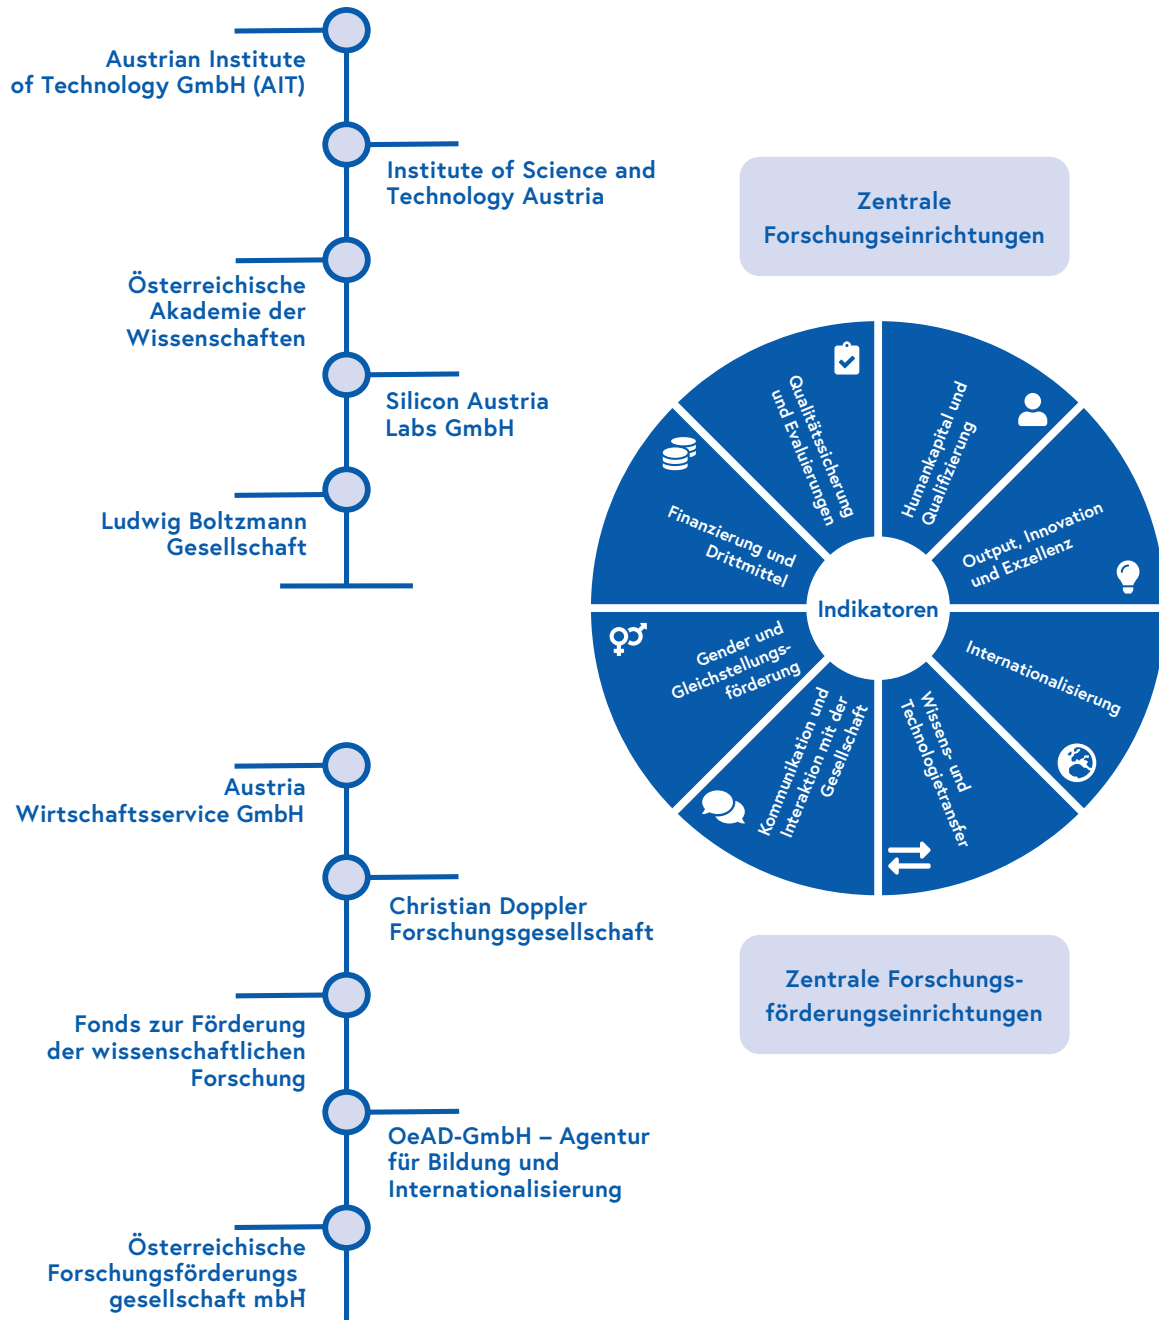 Austrian Institute
of Technology GmbH (AIT)
Institute of Science and
Technology Austria
Österreichische
Akademie der
Wissenschaften
Silicon Austria
Labs GmbH
Ludwig Boltzmann
Gesellschaft
Zentrale
Forschungseinrichtungen
Qualitätssicherung
und Evaluierungen
Humankapital und
Qualifizierung
Output, Innovation
und Exzellenz
Internationalisierung
Wissens- und
Technologietransfer
Kommunikation und
Interaktion mit der
Gesellschaft
Gender und
Gleichstellungs-
förderung
Finanzierung und
Drittmittel
Indikatoren
Austria
Wirtschaftsservice GmbH
Christian Doppler
Forschungsgesellschaft
Fonds zur Förderung
der wissenschaftlichen
Forschung
OeAD-GmbH – Agentur
für Bildung und
Internationalisierung
Österreichische
Forschungsförderungs
gesellschaft mbH
Zentrale Forschungs-
förderungseinrichtungen